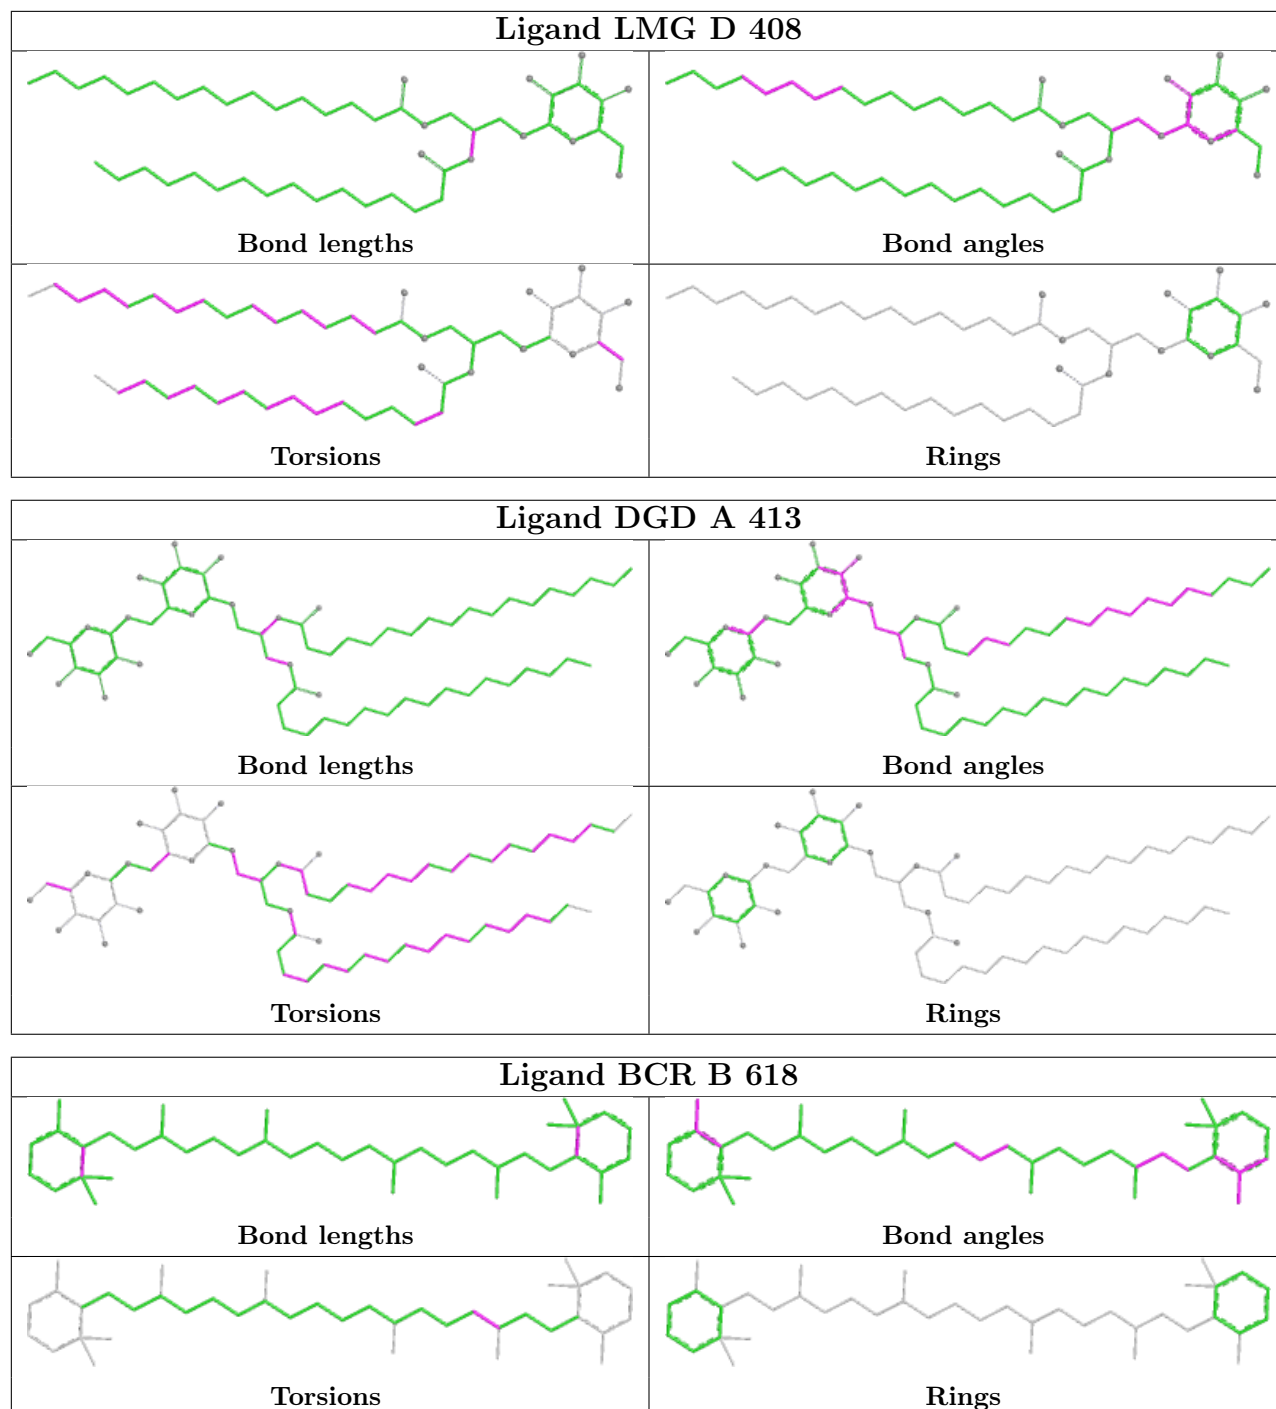 Ligand LMG D 408
Bond lengths
Bond angles
Torsions
Rings
Ligand DGD A 413
Bond lengths
Bond angles
Torsions
Rings
Ligand BCR B 618
Bond lengths
Bond angles
Torsions
Rings